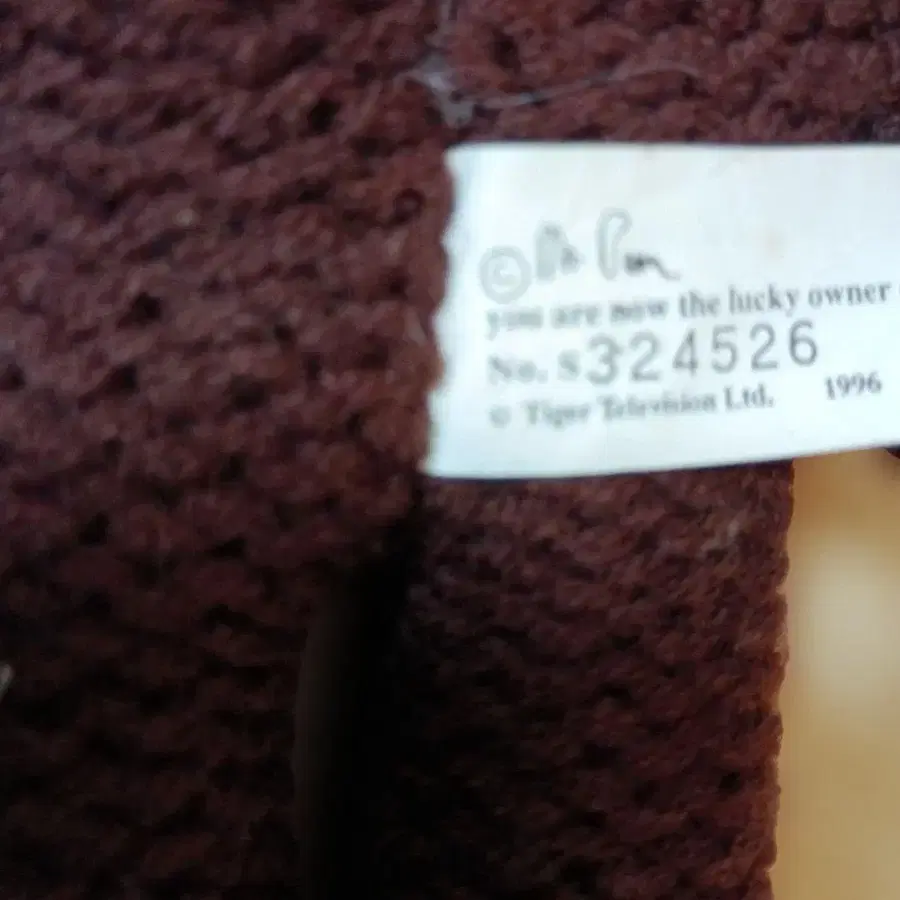 ©
you are now the lucky owner
No. S324526
© Tiger Television Ltd. 1996